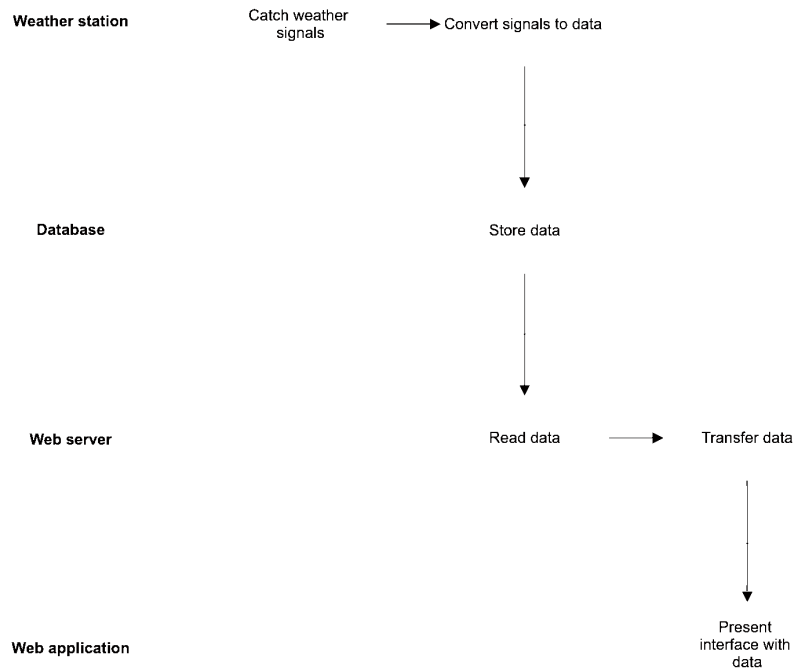 Weather station
Catch weather
signals
Convert signals to data
Database
Store data
Web server
Read data
Transfer data
Web application
Present
interface with
data